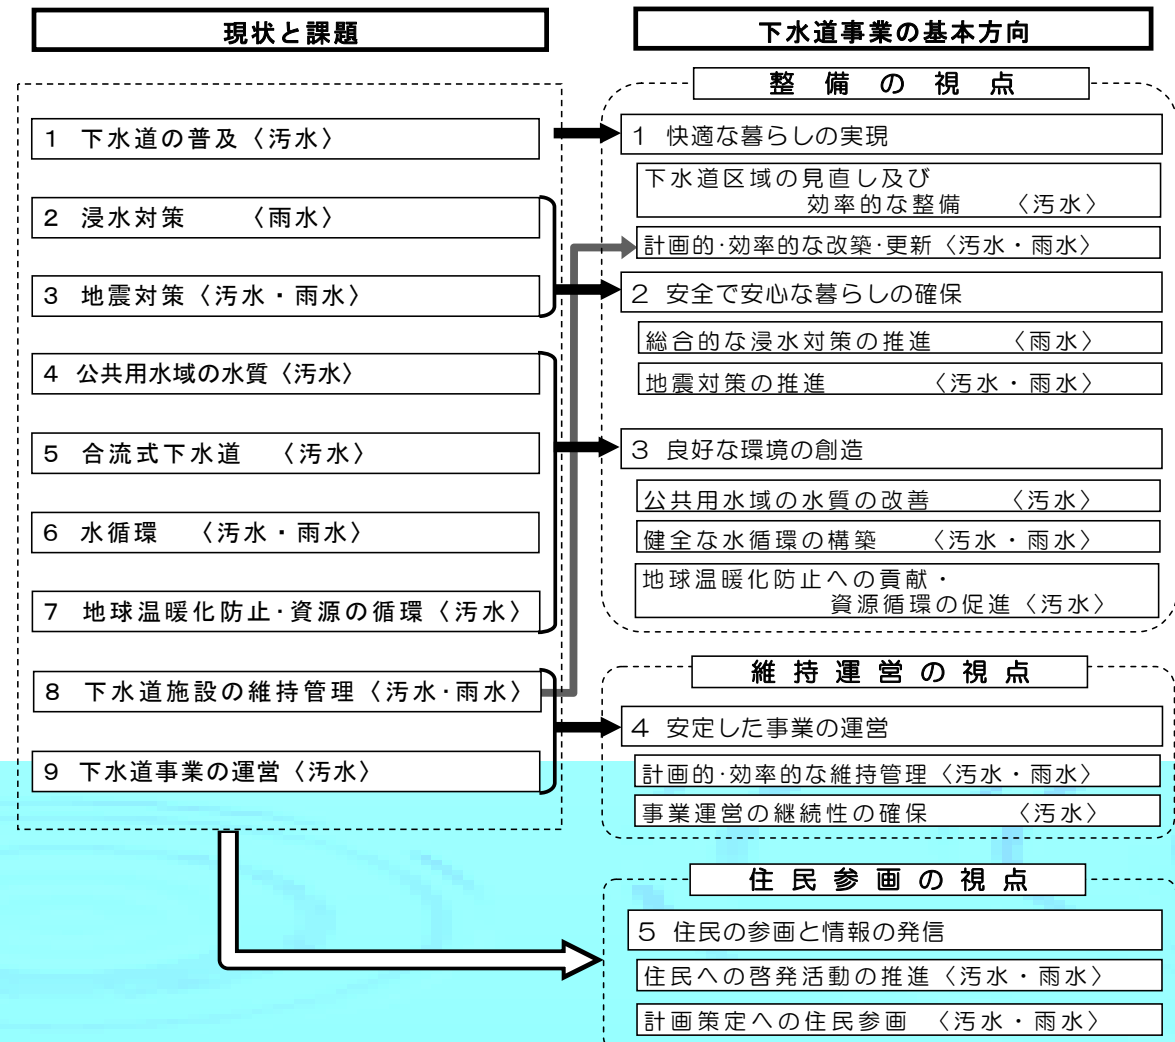 現状と課題
1 下水道の普及〈汚水〉
2 浸水対策 〈雨水〉
3 地震対策〈汚水・雨水〉
4 公共用水域の水質〈汚水〉
5 合流式下水道 〈汚水〉
6 水循環 〈汚水・雨水〉
7 地球温暖化防止･資源の循環〈汚水〉
8 下水道施設の維持管理〈汚水･雨水〉
9 下水道事業の運営〈汚水〉
下水道事業の基本方向
整備の視点
1 快適な暮らしの実現
下水道区域の見直し及び
効率的な整備 〈汚水〉
計画的･効率的な改築･更新〈汚水・雨水〉
2 安全で安心な暮らしの確保
総合的な浸水対策の推進 〈雨水〉
地震対策の推進 〈汚水・雨水〉
3 良好な環境の創造
公共用水域の水質の改善 〈汚水〉
健全な水循環の構築 〈汚水・雨水〉
地球温暖化防止への貢献・
資源循環の促進〈汚水〉
維持運営の視点
4 安定した事業の運営
計画的･効率的な維持管理〈汚水・雨水〉
事業運営の継続性の確保 〈汚水〉
住民参画の視点
5 住民の参画と情報の発信
住民への啓発活動の推進〈汚水・雨水〉
計画策定への住民参画 〈汚水・雨水〉